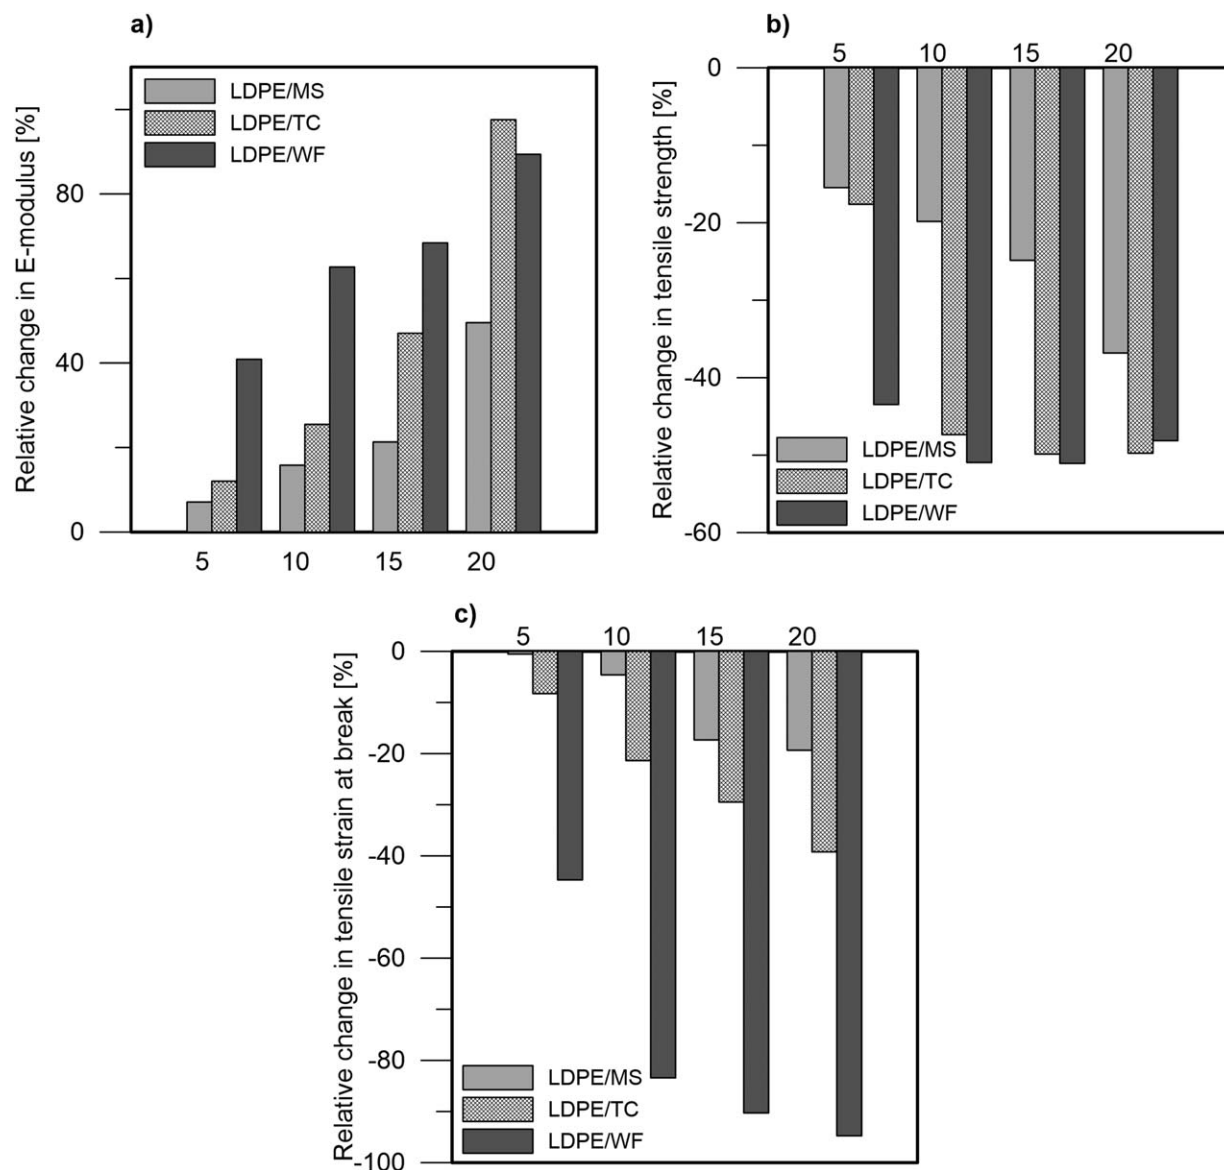 a)
Relative change in E-modulus [%]
80
40
0
LDPE/MS
LDPE/TC
LDPE/WF
5 10 15 20
b)
5 10 15 20
Relative change in tensile strength [%]
0
-20
-40
-60
LDPE/MS
LDPE/TC
LDPE/WF
c)
5 10 15 20
Relative change in tensile strain at break [%]
0
-20
-40
-60
-80
-100
LDPE/MS
LDPE/TC
LDPE/WF